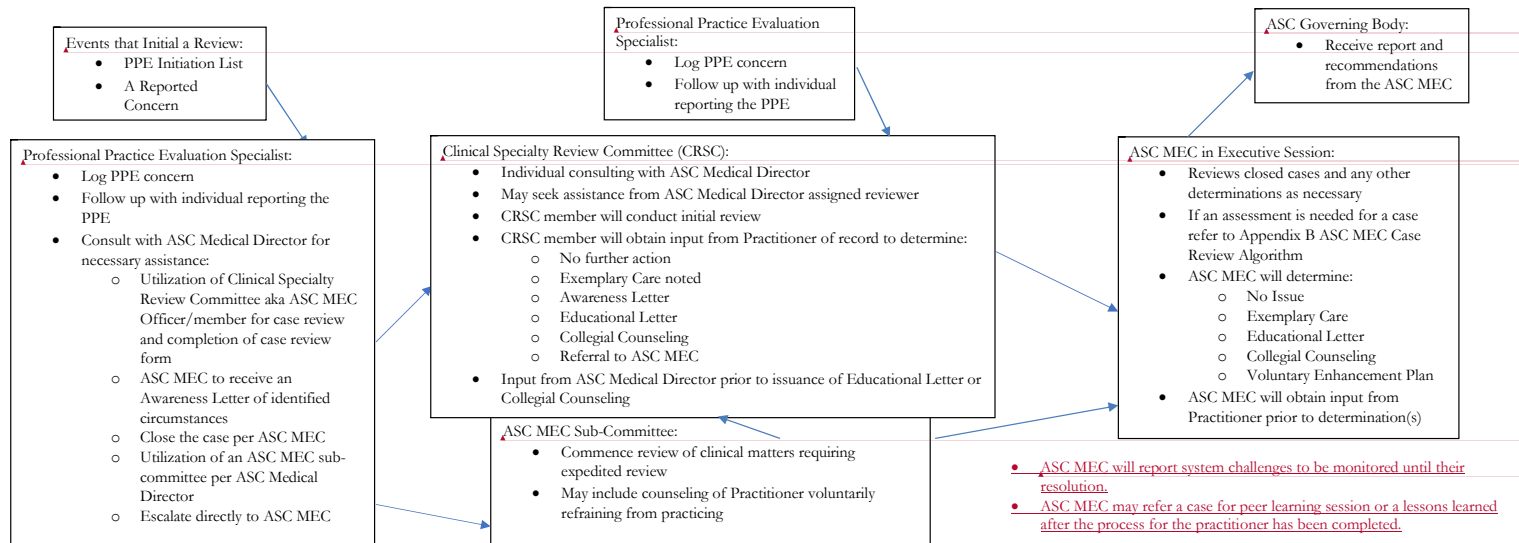 Events that Initial a Review:
• PPE Initiation List
• A Reported
Concern
Professional Practice Evaluation
Specialist:
• Log PPE concern
• Follow up with individual
reporting the PPE
ASC Governing Body:
• Receive report and
recommendations
from the ASC MEC
Professional Practice Evaluation Specialist:
• Log PPE concern
• Follow up with individual reporting the
PPE
• Consult with ASC Medical Director for
necessary assistance:
o Utilization of Clinical Specialty
Review Committee aka ASC MEC
Officer/member for case review
and completion of case review
form
o ASC MEC to receive an
Awareness Letter of identified
circumstances
o Close the case per ASC MEC
o Utilization of an ASC MEC sub-
committee per ASC Medical
Director
o Escalate directly to ASC MEC
Clinical Specialty Review Committee (CRSC):
• Individual consulting with ASC Medical Director
• May seek assistance from ASC Medical Director assigned reviewer
• CRSC member will conduct initial review
• CRSC member will obtain input from Practitioner of record to determine:
o No further action
o Exemplary Care noted
o Awareness Letter
o Educational Letter
o Collegial Counseling
o Referral to ASC MEC
• Input from ASC Medical Director prior to issuance of Educational Letter or
Collegial Counseling
ASC MEC Sub-Committee:
• Commence review of clinical matters requiring
expedited review
• May include counseling of Practitioner voluntarily
refraining from practicing
ASC MEC in Executive Session:
• Reviews closed cases and any other
determinations as necessary
• If an assessment is needed for a case
refer to Appendix B ASC MEC Case
Review Algorithm
• ASC MEC will determine:
o No Issue
o Exemplary Care
o Educational Letter
o Collegial Counseling
o Voluntary Enhancement Plan
• ASC MEC will obtain input from
Practitioner prior to determination(s)
• ASC MEC will report system challenges to be monitored until their
resolution.
• ASC MEC may refer a case for peer learning session or a lessons learned
after the process for the practitioner has been completed.